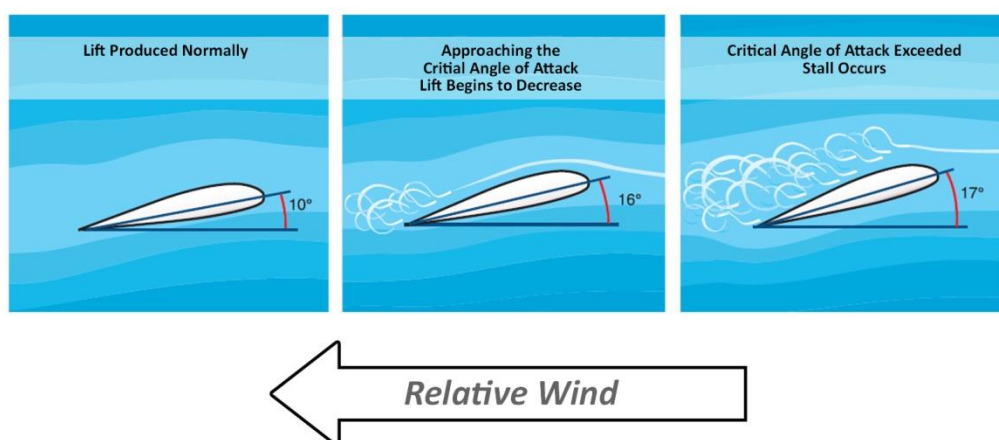 Lift Produced Normally
Approaching the
Critial Angle of Attack
Lift Begins to Decrease
Critical Angle of Attack Exceeded
Stall Occurs
10°
16°
17°
Relative Wind